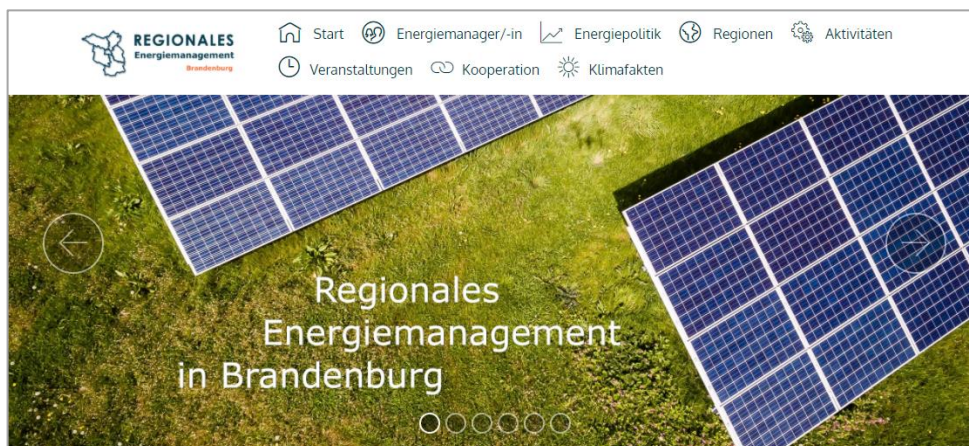 REGIONALES
Energiemanagement
Brandenburg
Start Energiemanager/-in Energiepolitik Regionen Aktivitäten
Veranstaltungen Kooperation Klimafakten
Regionales
Energiemanagement
in Brandenburg